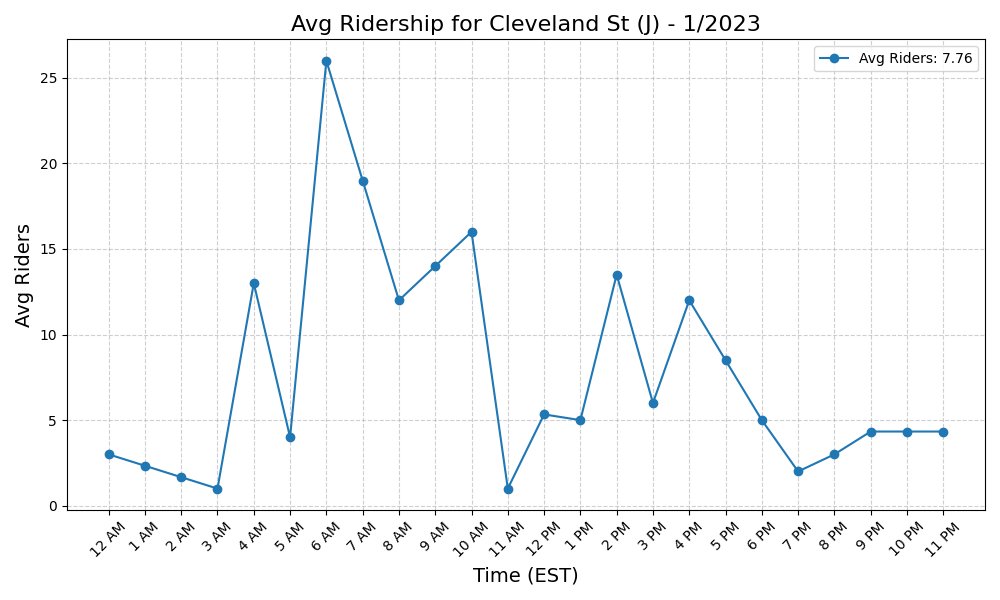 Avg Ridership for Cleveland St (J) - 1/2023
Avg Riders: 7.76
Avg Riders
25
20
15
10
5
0
12 AM
1 AM
2 AM
3 AM
4 AM
5 AM
6 AM
7 AM
8 AM
9 AM
10 AM
11 AM
12 PM
1 PM
2 PM
3 PM
4 PM
5 PM
6 PM
7 PM
8 PM
9 PM
10 PM
11 PM
Time (EST)